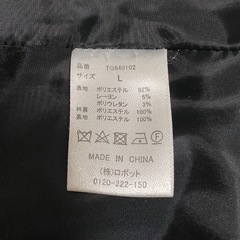 品番 TO840102
サイズ L
表地 ポリエステル 92%
レーヨン 5%
ポリウレタン 3%
別布 ポリエステル 100%
裏地 ポリエステル 100%
MADE IN CHINA
(株)ロボット
0120-222-150